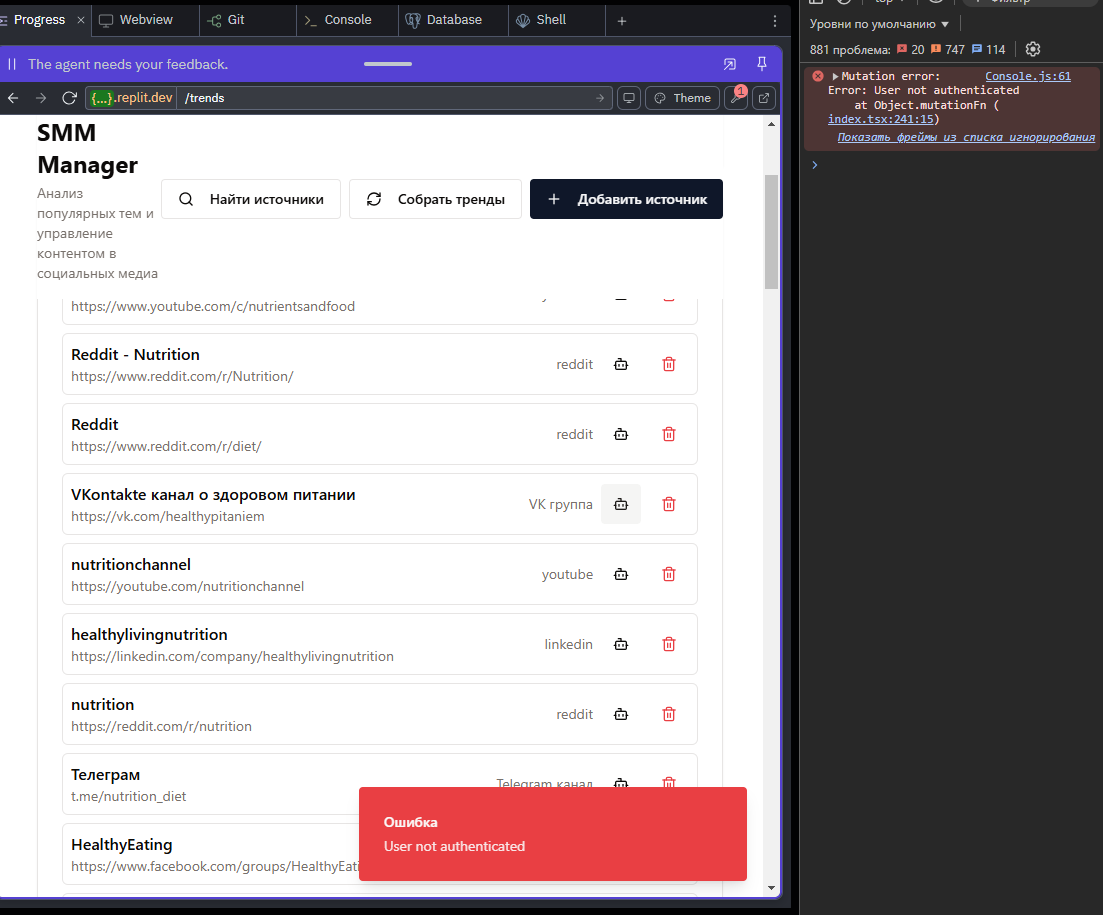 Progress
Webview
Git
Console
Database
Shell
The agent needs your feedback.
{...}.replit.dev /trends
Theme
1
SMM
Manager
Анализ
популярных тем и
управление
контентом в
социальных медиа
Найти источники
Собрать тренды
Добавить источник
https://www.youtube.com/c/nutrientsandfood
Reddit - Nutrition
https://www.reddit.com/r/Nutrition/
reddit
Reddit
https://www.reddit.com/r/diet/
reddit
VKontakte канал о здоровом питании
https://vk.com/healthypitaniem
VK группа
nutritionchannel
https://youtube.com/nutritionchannel
youtube
healthylivingnutrition
https://linkedin.com/company/healthylivingnutrition
linkedin
nutrition
https://reddit.com/r/nutrition
reddit
Телеграм
t.me/nutrition_diet
Telegram канал
HealthyEating
https://www.facebook.com/groups/HealthyEati
Ошибка
User not authenticated
Уровни по умолчанию
881 проблема: 20 747 114
Mutation error: Console.js:61
Error: User not authenticated
at Object.mutationFn (
index.tsx:241:15)
Показать фреймы из списка игнорирования